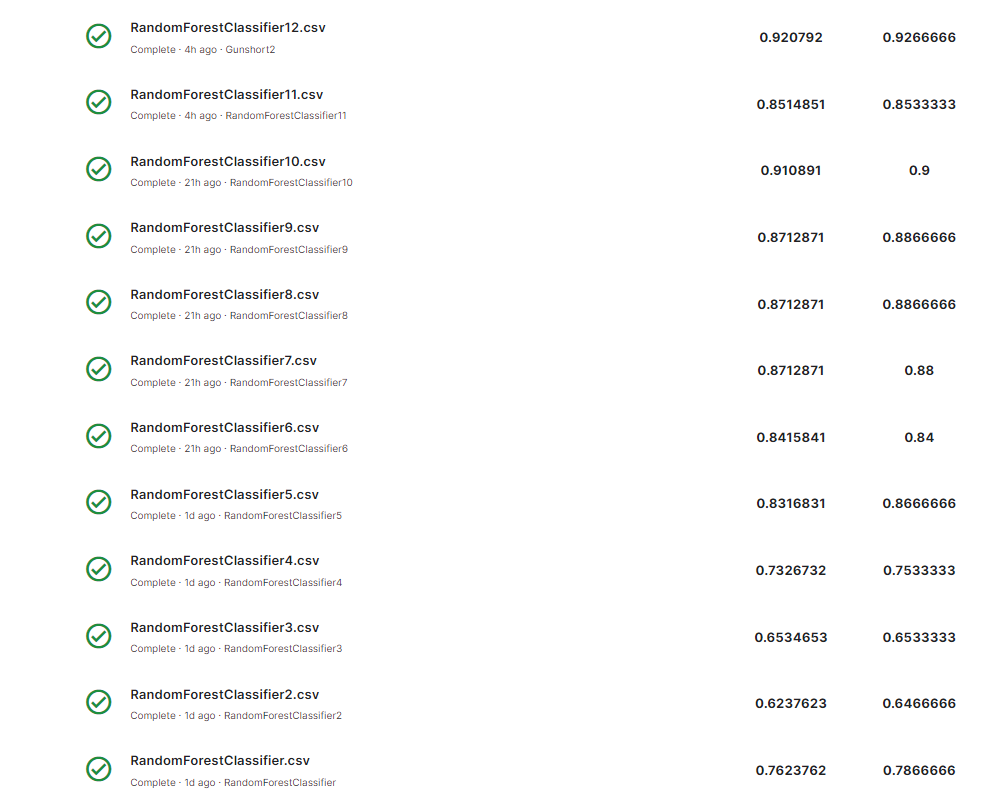 RandomForestClassifier12.csv
Complete · 4h ago · Gunshort2
0.920792
0.9266666
RandomForestClassifier11.csv
Complete · 4h ago · RandomForestClassifier11
0.8514851
0.8533333
RandomForestClassifier10.csv
Complete · 21h ago · RandomForestClassifier10
0.910891
0.9
RandomForestClassifier9.csv
Complete · 21h ago · RandomForestClassifier9
0.8712871
0.8866666
RandomForestClassifier8.csv
Complete · 21h ago · RandomForestClassifier8
0.8712871
0.8866666
RandomForestClassifier7.csv
Complete · 21h ago · RandomForestClassifier7
0.8712871
0.88
RandomForestClassifier6.csv
Complete · 21h ago · RandomForestClassifier6
0.8415841
0.84
RandomForestClassifier5.csv
Complete · 1d ago · RandomForestClassifier5
0.8316831
0.8666666
RandomForestClassifier4.csv
Complete · 1d ago · RandomForestClassifier4
0.7326732
0.7533333
RandomForestClassifier3.csv
Complete · 1d ago · RandomForestClassifier3
0.6534653
0.6533333
RandomForestClassifier2.csv
Complete · 1d ago · RandomForestClassifier2
0.6237623
0.6466666
RandomForestClassifier.csv
Complete · 1d ago · RandomForestClassifier
0.7623762
0.7866666